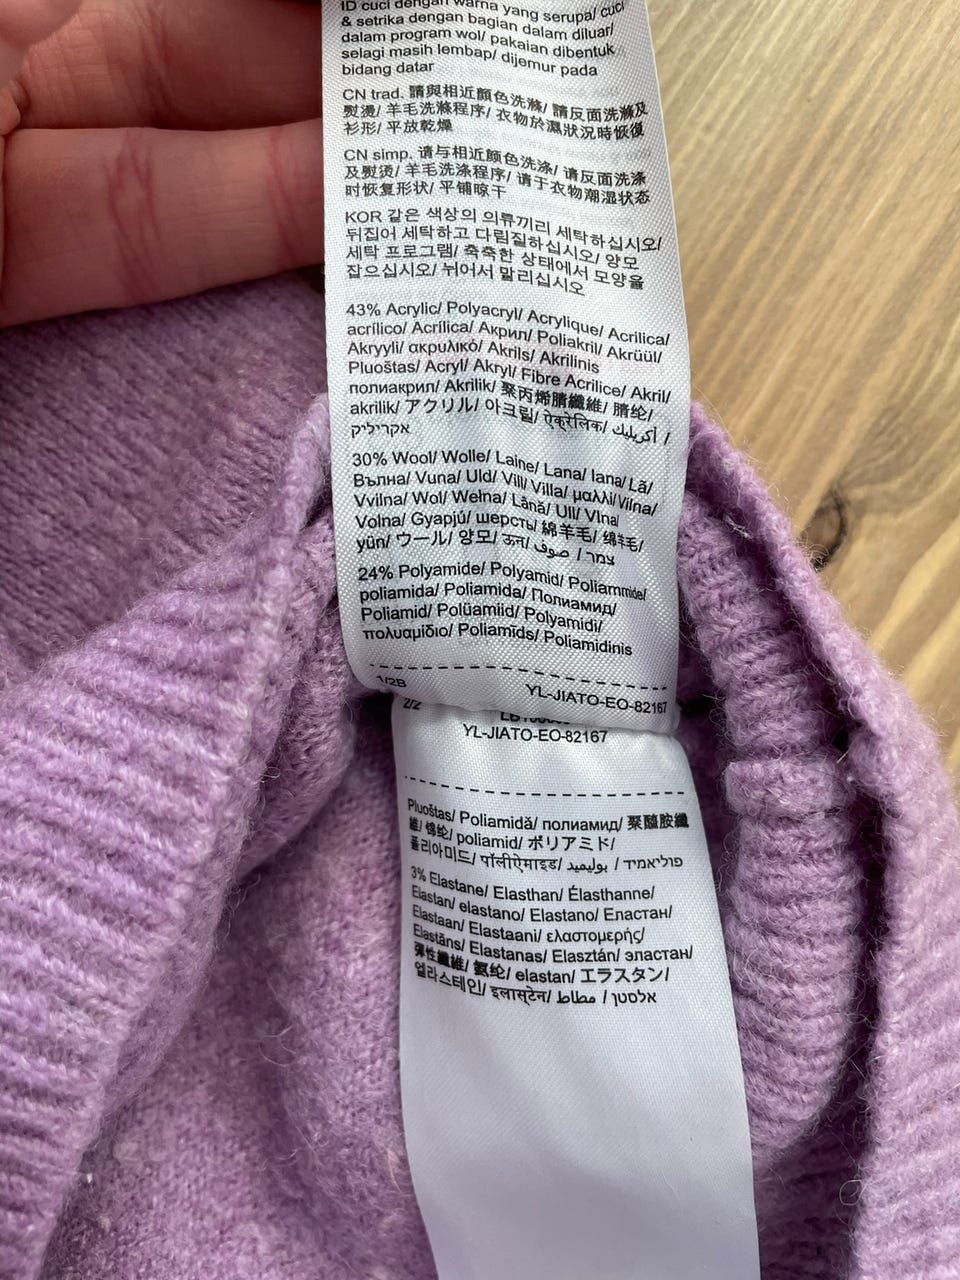 ID cuci dengan warna yang serupa/ cuci
& setrika dengan bagian dalam diluar/
dalam program wol/ pakaian dibentuk
selagi masih lembap/ dijemur pada
bidang datar
CN trad. 請與相近顏色洗滌/ 請反面洗滌及
熨燙/ 羊毛洗滌程序/ 衣物於濕狀況時恢復
衫形/ 平放乾燥
CN simp. 请与相近颜色洗涤/ 请反面洗涤
及熨烫/ 羊毛洗涤程序/ 请于衣物潮湿状态
时恢复形状/ 平铺晾干
KOR 같은 색상의 의류끼리 세탁하십시오/
뒤집어 세탁하고 다림질하십시오/ 양모
세탁 프로그램/ 축축한 상태에서 모양을
잡으십시오/ 뉘어서 말리십시오
43% Acrylic/ Polyacryl/ Acrylique/ Acrilica/
acrílico/ Acrílica/ Акрил/ Poliakril/ Akrüül/
Akryyli/ ακρυλικό/ Akrils/ Akrilinis
Pluoštas/ Acryl/ Akryl/ Fibre Acrilice/ Akril/
полиакрил/ Akrilik/ 聚丙烯腈纖維/ 腈纶/
akrilik/ アクリル/ 아크릴/ ऐक्रेलिक/ أكريليك /
אקריליק
30% Wool/ Wolle/ Laine/ Lana/ lana/ Lã/
Вълна/ Vuna/ Uld/ Vill/ Villa/ μαλλί/ Vilna/
Vvilna/ Wol/ Wełna/ Lână/ Ull/ Vlna/
Volna/ Gyapjú/ шерсть/ 綿羊毛/ 绵羊毛/
yün/ ウール/ 양모/ ऊन/ صوف / צמר
24% Polyamide/ Polyamid/ Poliammide/
poliamida/ Poliamida/ Полиамид/
Poliamid/ Polüamiid/ Polyamidi/
πολυαμίδιο/ Poliamīds/ Poliamidinis
1/2B
YL-JIATO-EO-82167
2/2
YL-JIATO-EO-82167
Pluoštas/ Poliamidă/ полиамид/ 聚醯胺纖
維/ 锦纶/ poliamid/ ポリアミド/
폴리아미드/ पॉलीऐमाइड/ بوليميد / פוליאמיד
3% Elastane/ Elasthan/ Élasthanne/
Elastan/ elastano/ Elastano/ Еластан/
Elastaan/ Elastaani/ ελαστομερής/
Elastāns/ Elastanas/ Elasztán/ эластан/
彈性纖維/ 氨纶/ elastan/ エラスタン/
엘라스테인/ इलास्टेन/ مطاط / אלסטן